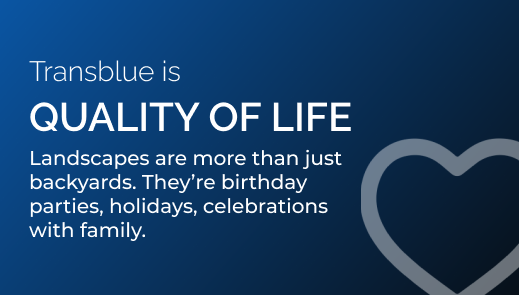 Transblue is
QUALITY OF LIFE
Landscapes are more than just
backyards. They’re birthday
parties, holidays, celebrations
with family.